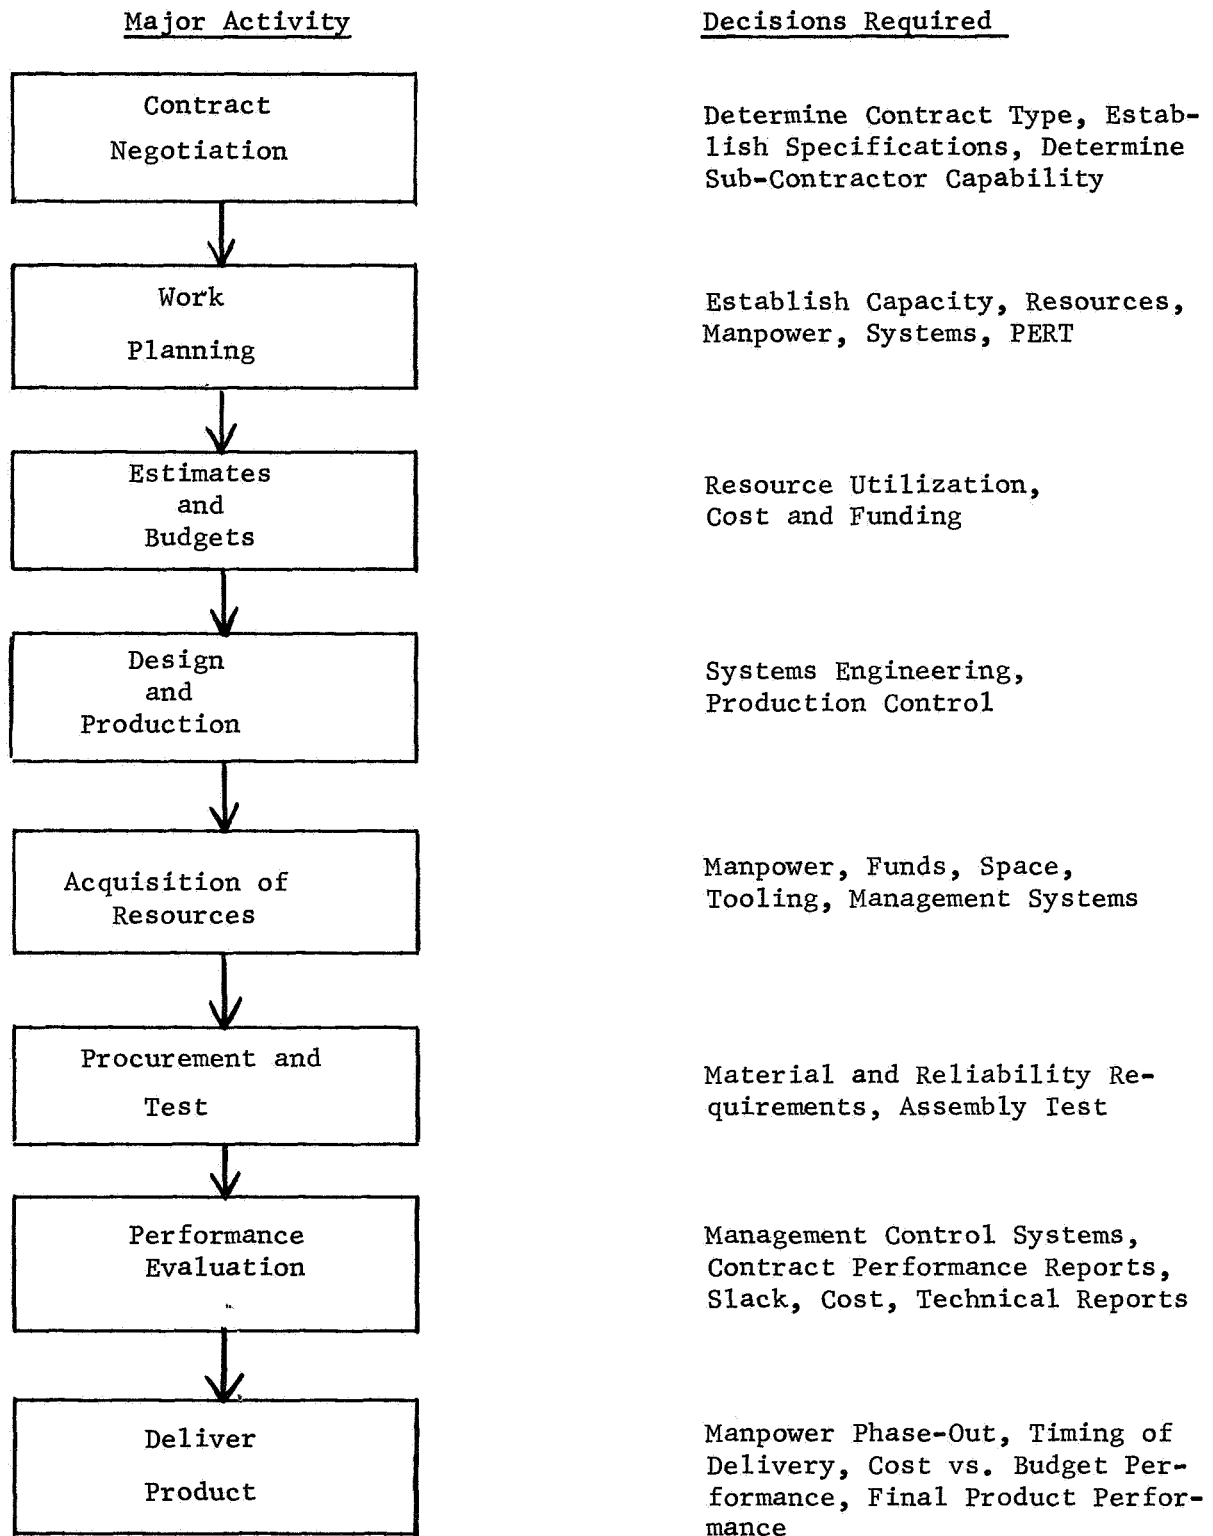 Major Activity
Decisions Required
Contract
Negotiation
Determine Contract Type, Estab-
lish Specifications, Determine
Sub-Contractor Capability
Work
Planning
Establish Capacity, Resources,
Manpower, Systems, PERT
Estimates
and
Budgets
Resource Utilization,
Cost and Funding
Design
and
Production
Systems Engineering,
Production Control
Acquisition of
Resources
Manpower, Funds, Space,
Tooling, Management Systems
Procurement and
Test
Material and Reliability Re-
quirements, Assembly Test
Performance
Evaluation
Management Control Systems,
Contract Performance Reports,
Slack, Cost, Technical Reports
Deliver
Product
Manpower Phase-Out, Timing of
Delivery, Cost vs. Budget Per-
formance, Final Product Perfor-
mance